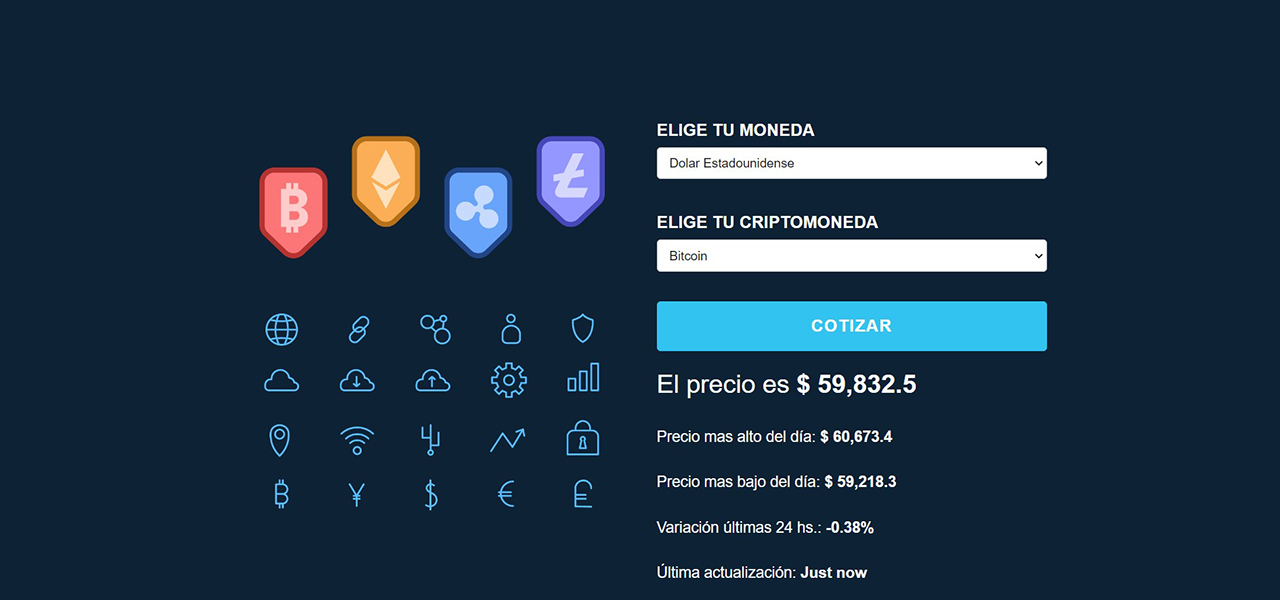 ELIGE TU MONEDA
Dolar Estadounidense
ELIGE TU CRIPTOMONEDA
Bitcoin
COTIZAR
El precio es $ 59,832.5
Precio mas alto del día: $ 60,673.4
Precio mas bajo del día: $ 59,218.3
Variación últimas 24 hs.: -0.38%
Última actualización: Just now